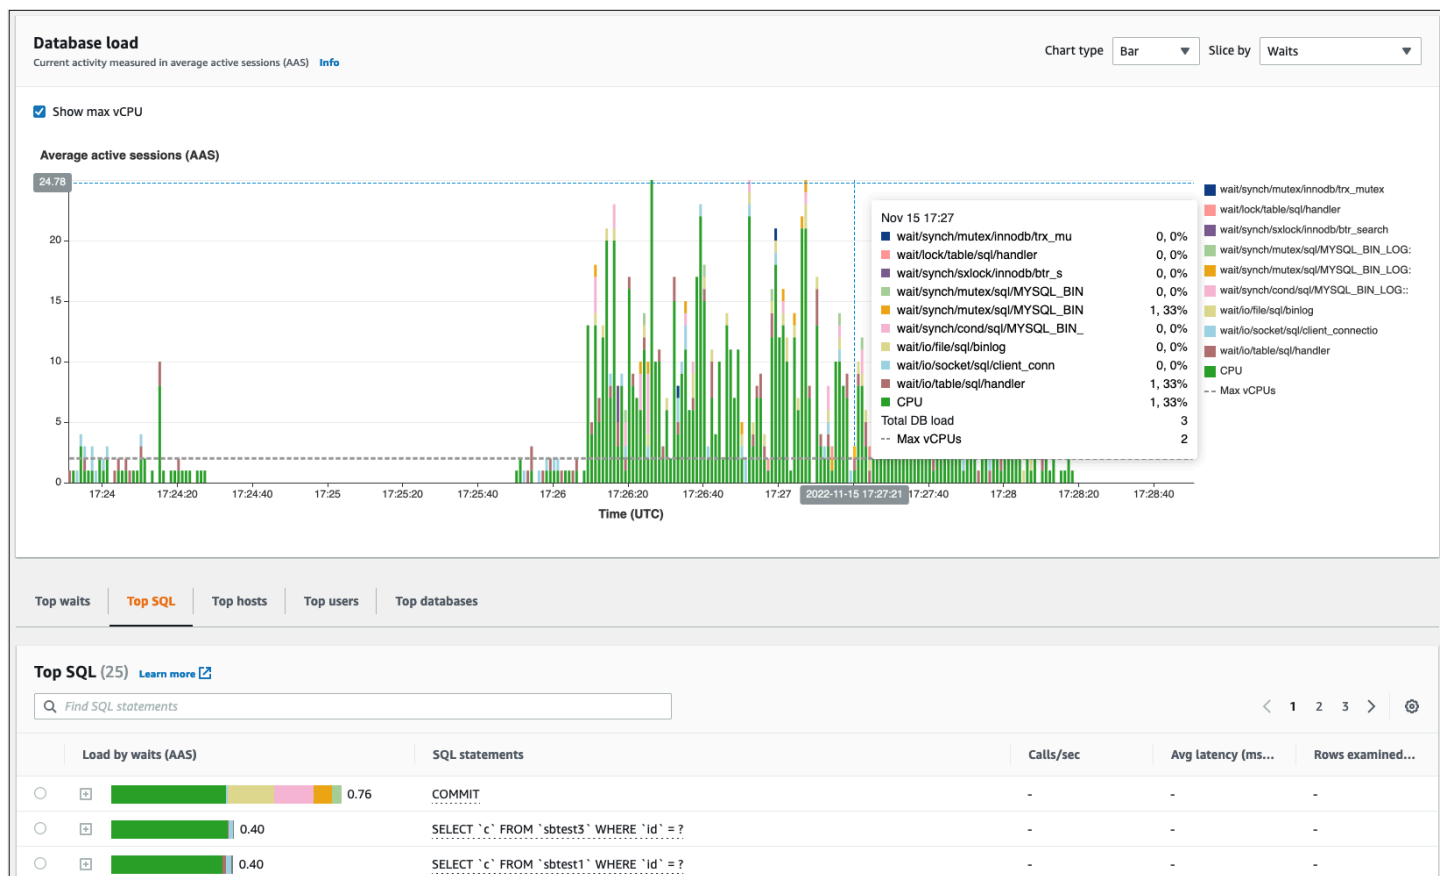 Database load
Current activity measured in average active sessions (AAS) Info
Chart type Bar Slice by Waits
Show max vCPU
Average active sessions (AAS)
24.78
20
15
10
5
0
17:24 17:24:20 17:24:40 17:25 17:25:20 17:25:40 17:26 17:26:20 17:26:40 17:27 2022-11-15 17:27:21 17:27:40 17:28 17:28:20 17:28:40
Time (UTC)
Nov 15 17:27
wait/synch/mutex/innodb/trx_mu 0, 0%
wait/lock/table/sql/handler 0, 0%
wait/synch/sxlock/innodb/btr_s 0, 0%
wait/synch/mutex/sql/MYSQL_BIN 0, 0%
wait/synch/mutex/sql/MYSQL_BIN 1, 33%
wait/synch/cond/sql/MYSQL_BIN_ 0, 0%
wait/io/file/sql/binlog 0, 0%
wait/io/socket/sql/client_conn 0, 0%
wait/io/table/sql/handler 1, 33%
CPU 1, 33%
Total DB load 3
Max vCPUs 2
wait/synch/mutex/innodb/trx_mutex
wait/lock/table/sql/handler
wait/synch/sxlock/innodb/btr_search
wait/synch/mutex/sql/MYSQL_BIN_LOG:
wait/synch/mutex/sql/MYSQL_BIN_LOG:
wait/synch/cond/sql/MYSQL_BIN_LOG::
wait/io/file/sql/binlog
wait/io/socket/sql/client_connectio
wait/io/table/sql/handler
CPU
Max vCPUs
Top waits Top SQL Top hosts Top users Top databases
Top SQL (25) Learn more
Find SQL statements
1 2 3
Load by waits (AAS) SQL statements Calls/sec Avg latency (ms... Rows examined...
0.76 COMMIT - - -
0.40 SELECT `c` FROM `sbtest3` WHERE `id` = ? - - -
0.40 SELECT `c` FROM `sbtest1` WHERE `id` = ? - - -